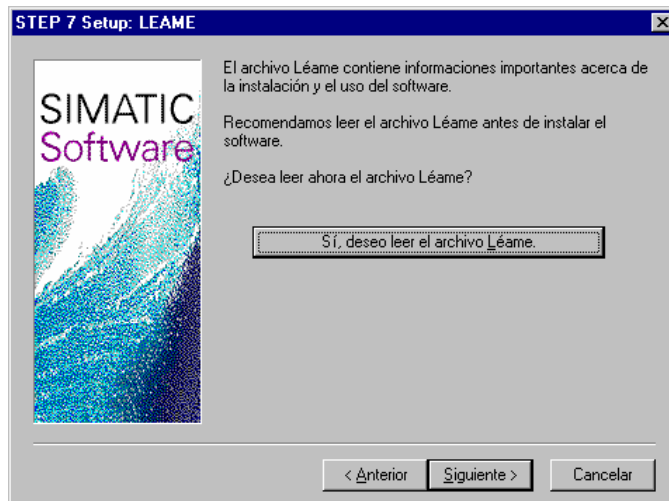 STEP 7 Setup: LEAME
SIMATIC
Software
El archivo Léame contiene informaciones importantes acerca de
la instalación y el uso del software.
Recomendamos leer el archivo Léame antes de instalar el
software.
¿Desea leer ahora el archivo Léame?
Sí, deseo leer el archivo Léame.
< Anterior
Siguiente >
Cancelar